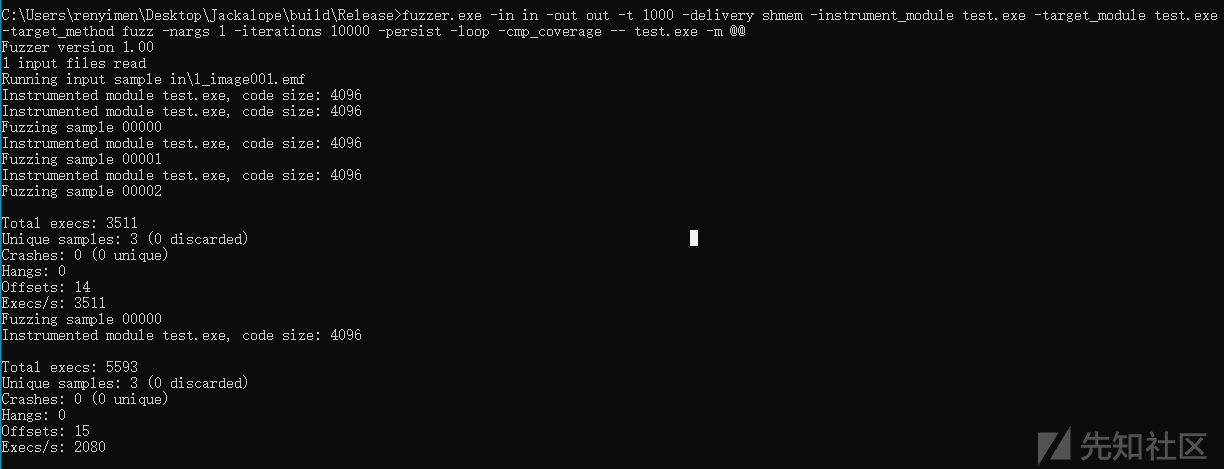 C:\Users\renyimen\Desktop\Jackalope\build\Release>fuzzer.exe -in in -out out -t 1000 -delivery shmem -instrument_module test.exe -target_module test.exe
-target_method fuzz -nargs 1 -iterations 10000 -persist -loop -cmp_coverage -- test.exe -m @@
Fuzzer version 1.00
1 input files read
Running input sample in\1_image001.emf
Instrumented module test.exe, code size: 4096
Instrumented module test.exe, code size: 4096
Fuzzing sample 00000
Instrumented module test.exe, code size: 4096
Fuzzing sample 00001
Instrumented module test.exe, code size: 4096
Fuzzing sample 00002
Total execs: 3511
Unique samples: 3 (0 discarded)
Crashes: 0 (0 unique)
Hangs: 0
Offsets: 14
Execs/s: 3511
Fuzzing sample 00000
Instrumented module test.exe, code size: 4096
Total execs: 5593
Unique samples: 3 (0 discarded)
Crashes: 0 (0 unique)
Hangs: 0
Offsets: 15
Execs/s: 2080
先知社区